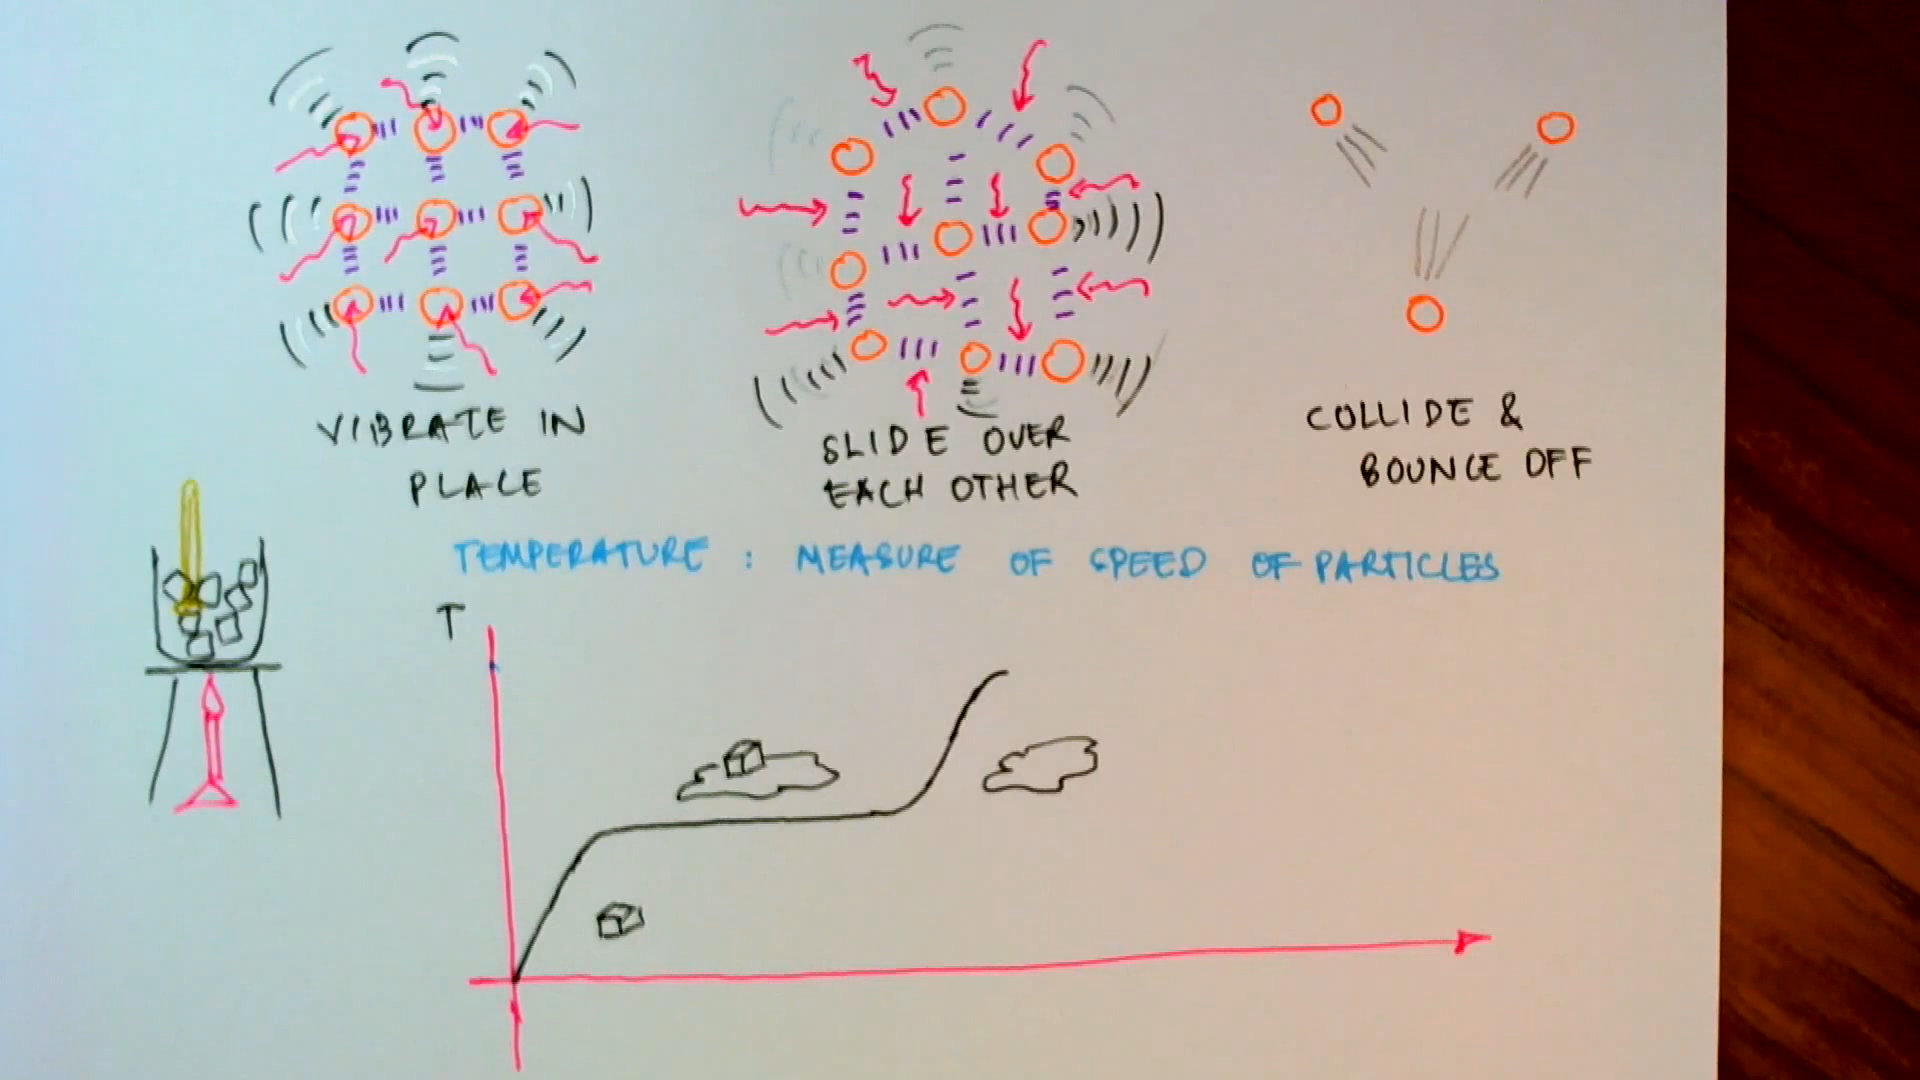 VIBRATE IN
PLACE
SLIDE OVER
EACH OTHER
COLLIDE &
BOUNCE OFF
TEMPERATURE : MEASURE OF SPEED OF PARTICLES
T